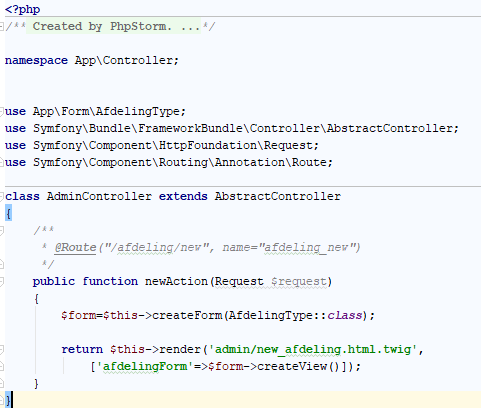 <?php
/** Created by PhpStorm. ...*/
namespace App\Controller;
use App\Form\AfdelingType;
use Symfony\Bundle\FrameworkBundle\Controller\AbstractController;
use Symfony\Component\HttpFoundation\Request;
use Symfony\Component\Routing\Annotation\Route;
class AdminController extends AbstractController
{
/**
* @Route("/afdeling/new", name="afdeling_new")
*/
public function newAction(Request $request)
{
$form=$this->createForm(AfdelingType::class);
return $this->render('admin/new_afdeling.html.twig',
['afdelingForm'=>$form->createView()]);
}
}